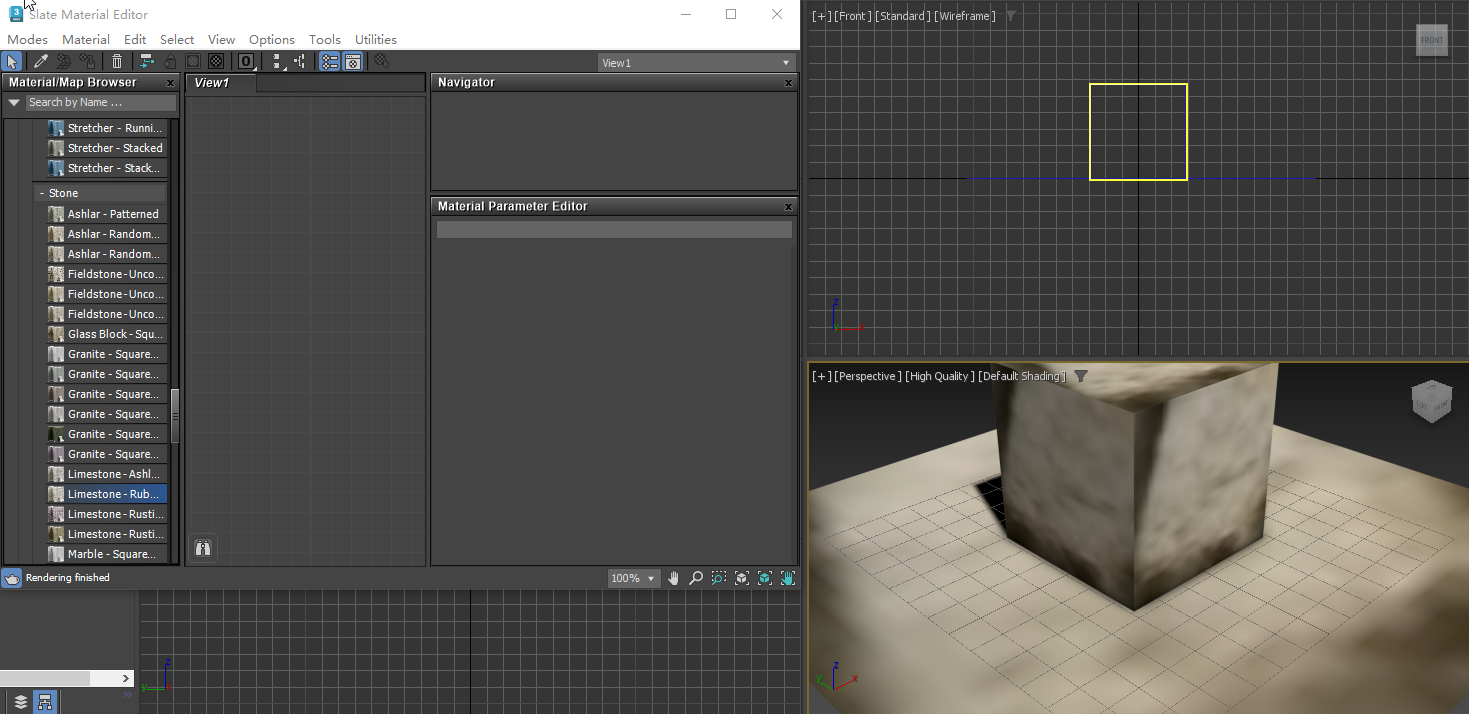 Slate Material Editor
Modes Material Edit Select View Options Tools Utilities
0
View1
Material/Map Browser
Search by Name ...
Stretcher - Runni...
Stretcher - Stacked
Stretcher - Stack...
- Stone
Ashlar - Patterned
Ashlar - Random...
Ashlar - Random...
Fieldstone - Unco...
Fieldstone - Unco...
Fieldstone - Unco...
Glass Block - Squ...
Granite - Square...
Granite - Square...
Granite - Square...
Granite - Square...
Granite - Square...
Granite - Square...
Limestone - Ashl...
Limestone - Rub...
Limestone - Rusti...
Limestone - Rusti...
Marble - Square...
View1
Navigator
Material Parameter Editor
Rendering finished
100%
z
y
x
[+] [Front ] [Standard ] [Wireframe ]
FRONT
z
y
x
[+] [Perspective ] [High Quality ] [Default Shading ]
LEFT
FRONT
z
y
x